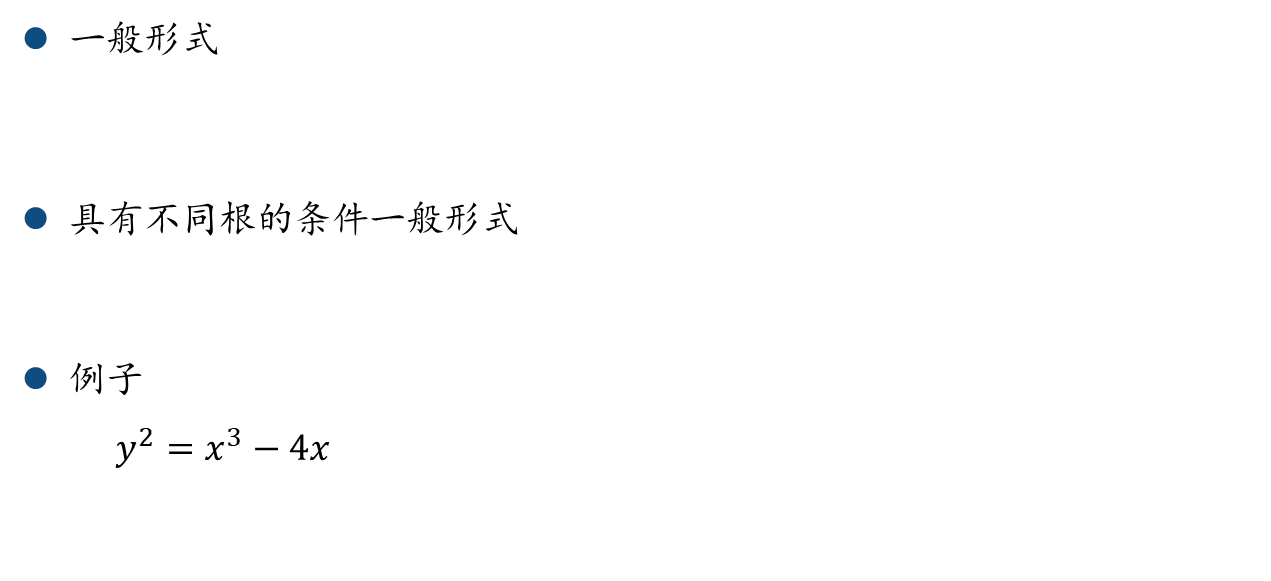 ● 一般形式
● 具有不同根的条件一般形式
● 例子
y² = x³ − 4x